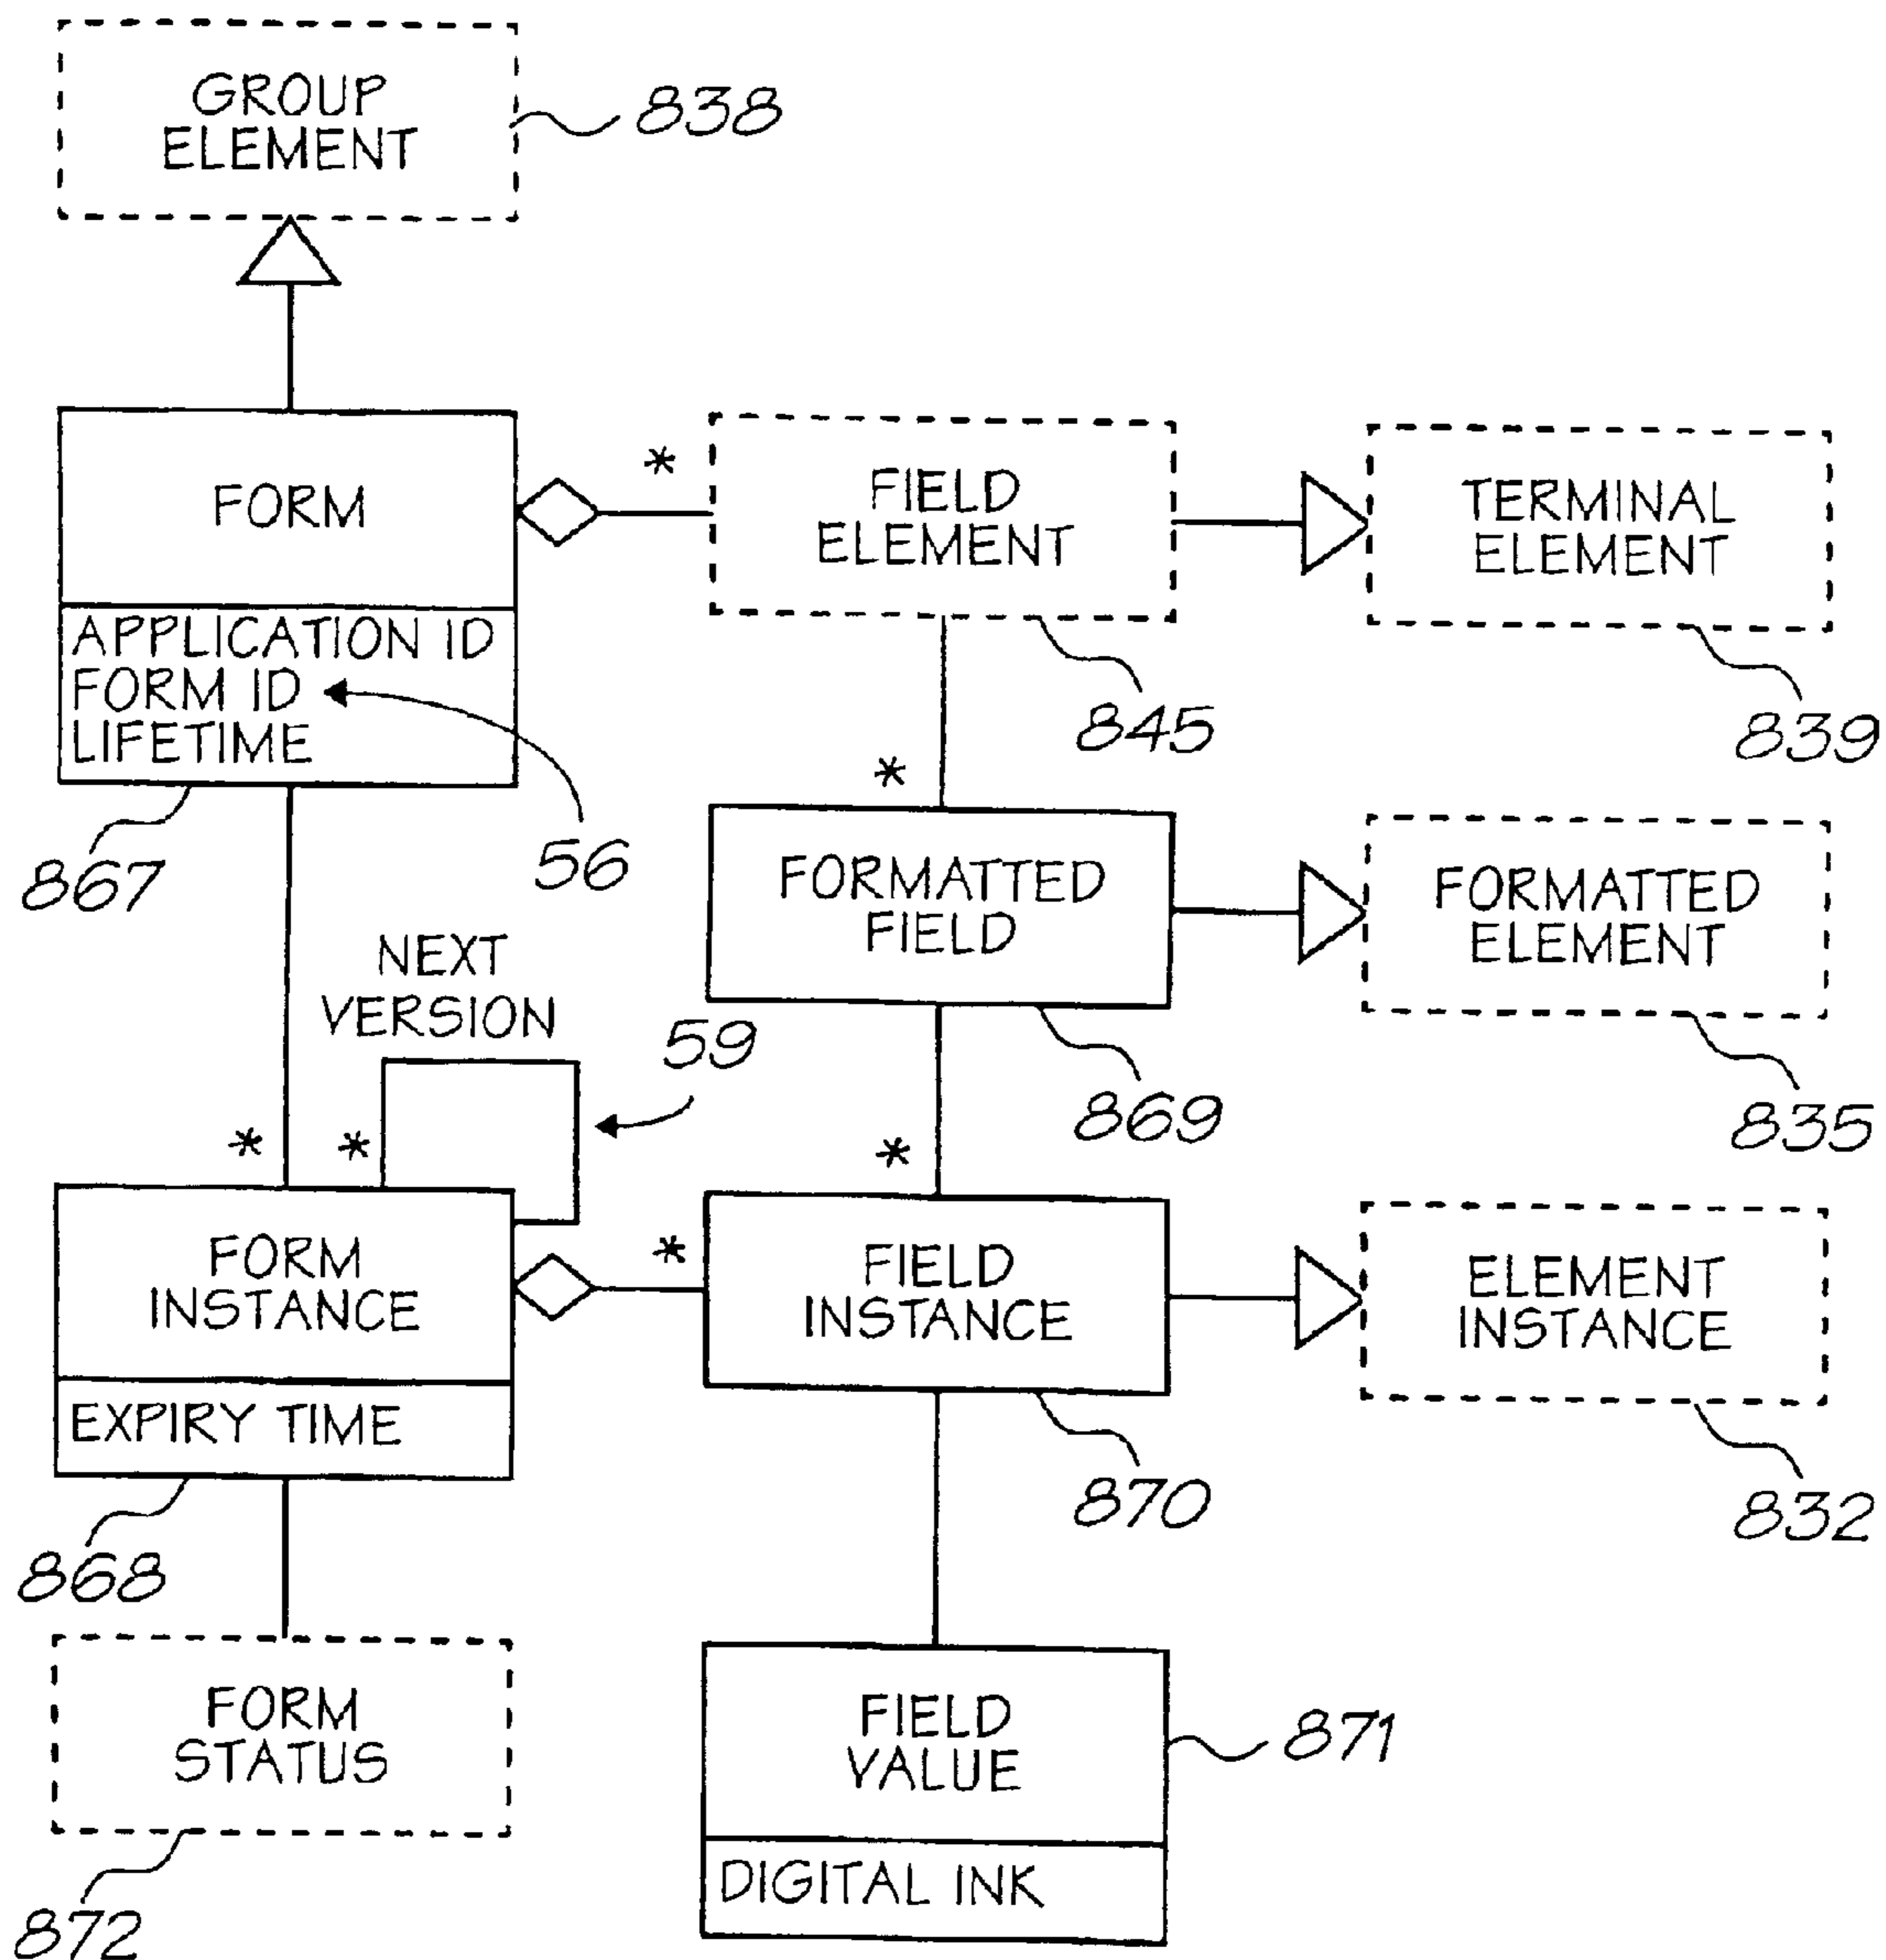 GROUP
ELEMENT
838
FORM
*
FIELD
ELEMENT
TERMINAL
ELEMENT
APPLICATION ID
FORM ID
LIFETIME
845
839
*
867
56
FORMATTED
FIELD
FORMATTED
ELEMENT
NEXT
VERSION
59
869
835
*
*
*
FORM
INSTANCE
*
FIELD
INSTANCE
ELEMENT
INSTANCE
EXPIRY TIME
870
832
868
FORM
STATUS
FIELD
VALUE
871
DIGITAL INK
872